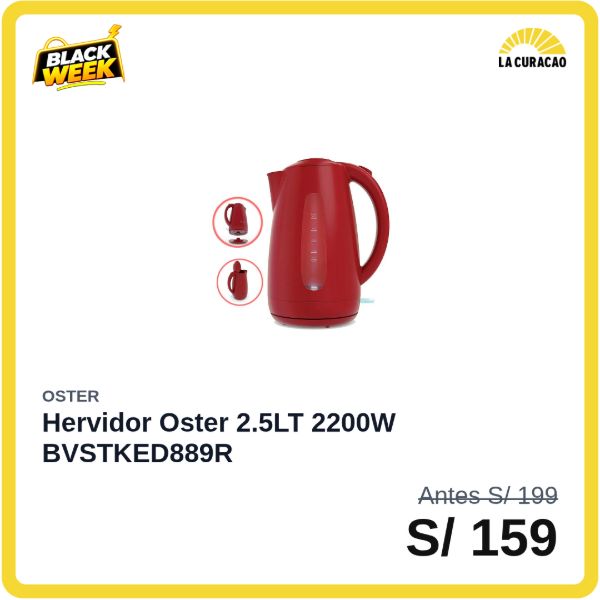 BLACK
WEEK
LA CURACAO
OSTER
Hervidor Oster 2.5LT 2200W
BVSTKED889R
Antes S/ 199
S/ 159